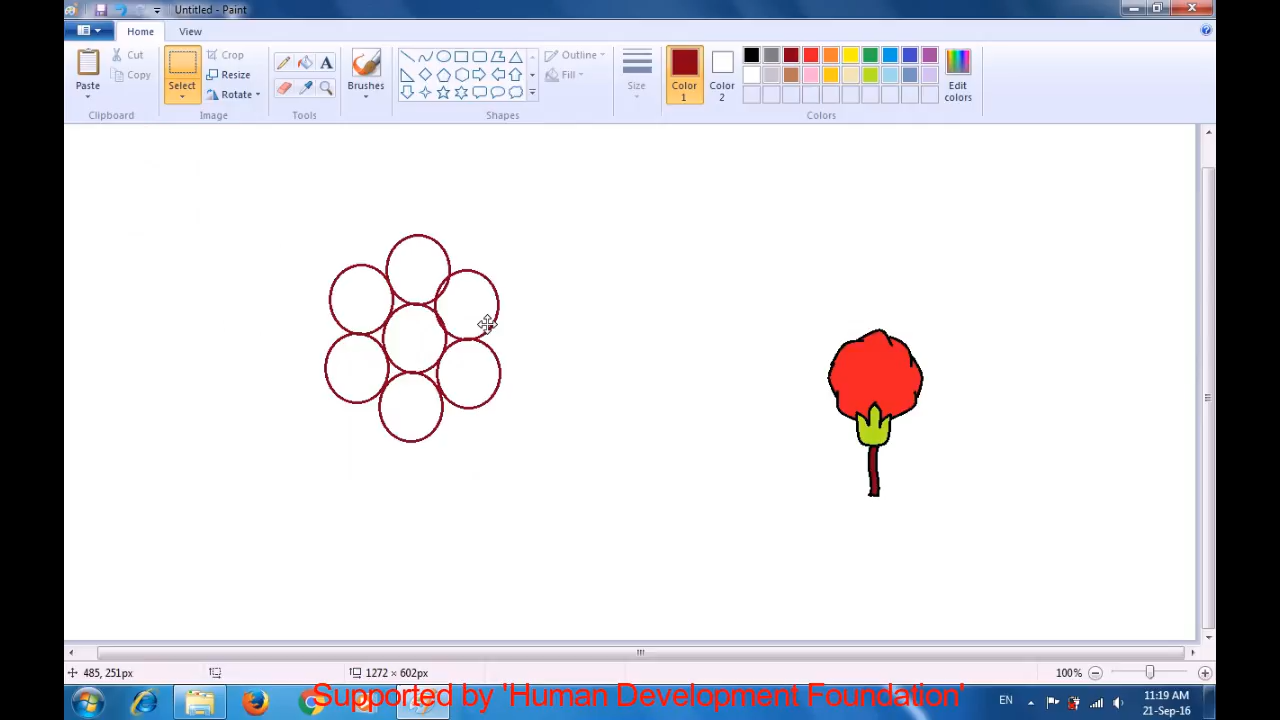 Untitled - Paint
Home View
Paste
Cut
Copy
Clipboard
Select
Crop
Resize
Rotate
Image
A
Tools
Brushes
Shapes
Outline
Fill
Size
Color 1
Color 2
Edit colors
Colors
485, 251px
1272 × 602px
100%
EN
11:19 AM
21-Sep-16
Supported by 'Human Development Foundation'